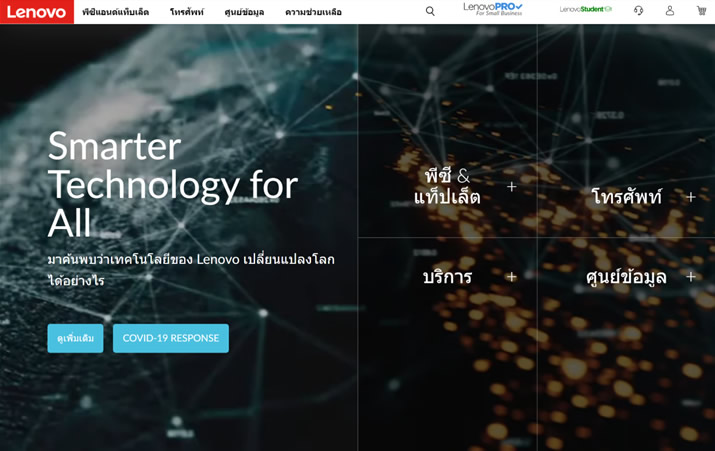 Lenovo
พีซีแอนด์แท็บเล็ต โทรศัพท์ ศูนย์ข้อมูล ความช่วยเหลือ
LenovoPRO
For Small Business
LenovoStudent
Smarter
Technology for
All
มาค้นพบว่าเทคโนโลยีของ Lenovo เปลี่ยนแปลงโลก
ได้อย่างไร
ดูเพิ่มเติม
COVID-19 RESPONSE
พีซี &
แท็ปเล็ต +
โทรศัพท์ +
บริการ +
ศูนย์ข้อมูล +